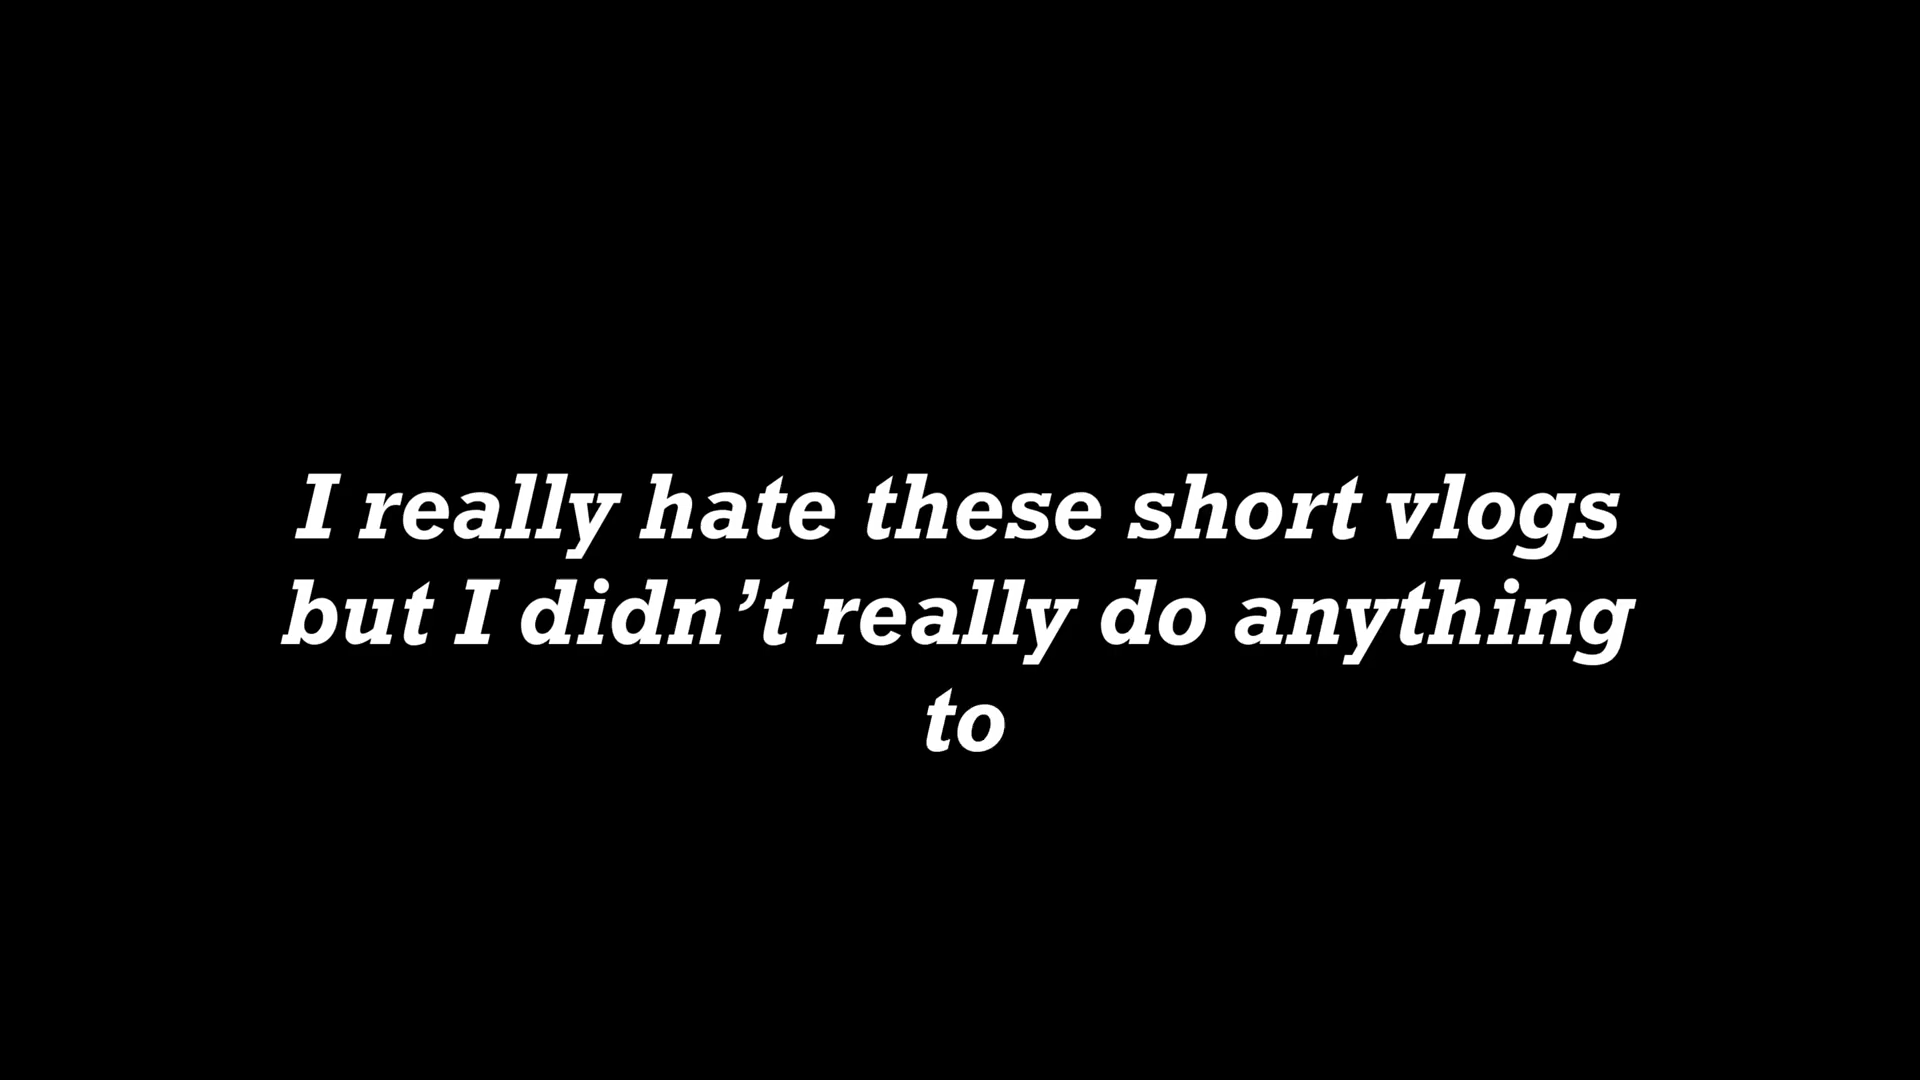 I really hate these short vlogs
but I didn’t really do anything
to